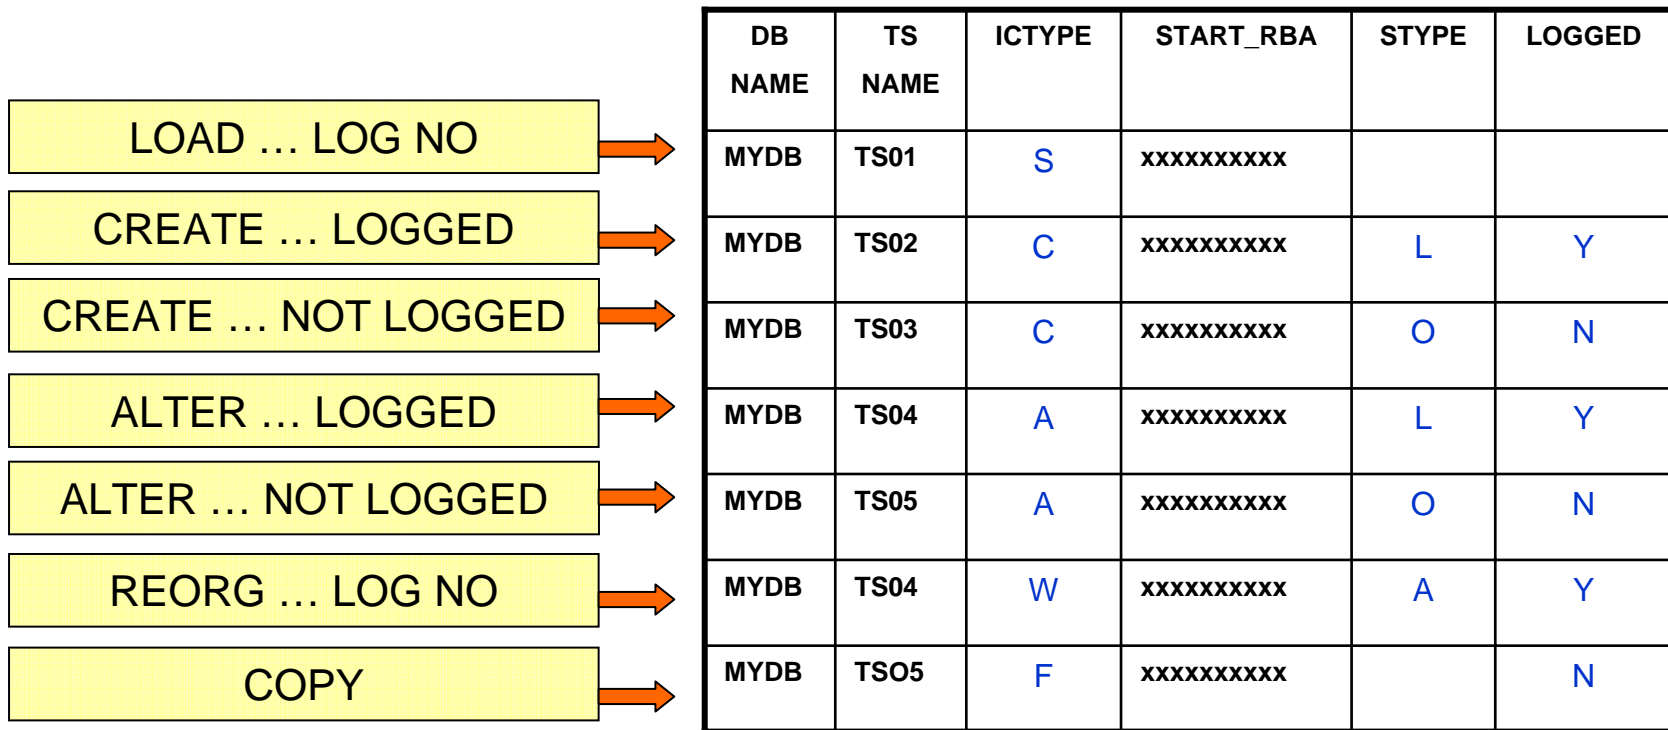 DB NAME TS NAME ICTYPE START_RBA STYPE LOGGED
LOAD … LOG NO MYDB TS01 S xxxxxxxxxx
CREATE … LOGGED MYDB TS02 C xxxxxxxxxx L Y
CREATE … NOT LOGGED MYDB TS03 C xxxxxxxxxx O N
ALTER … LOGGED MYDB TS04 A xxxxxxxxxx L Y
ALTER … NOT LOGGED MYDB TS05 A xxxxxxxxxx O N
REORG … LOG NO MYDB TS04 W xxxxxxxxxx A Y
COPY MYDB TSO5 F xxxxxxxxxx N